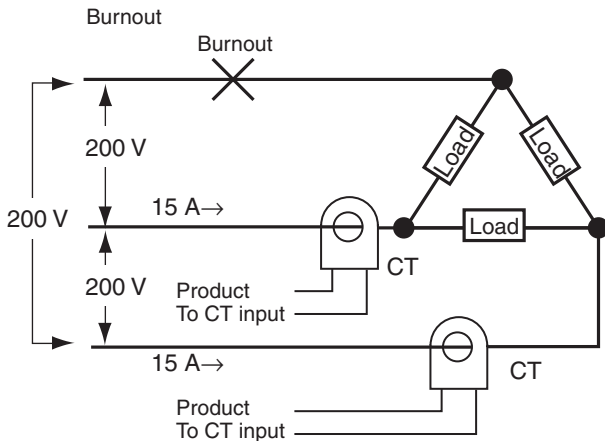 Burnout
Burnout
200 V
Load
Load
15 A→
200 V
Load
200 V
CT
Product
To CT input
15 A→
CT
Product
To CT input